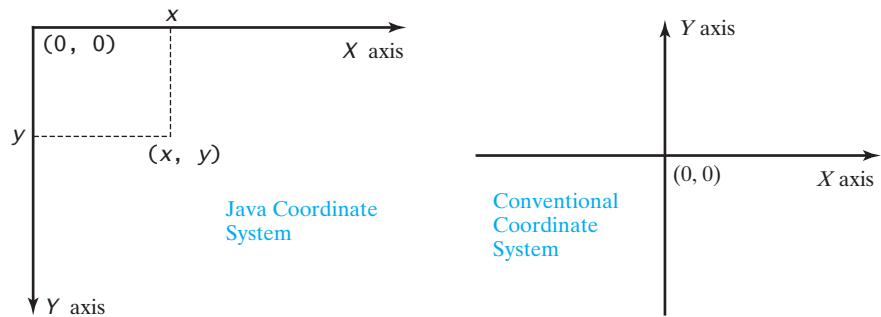 x
(0, 0)
X axis
y
(x, y)
Java Coordinate
System
Y axis
Y axis
(0, 0)
X axis
Conventional
Coordinate
System